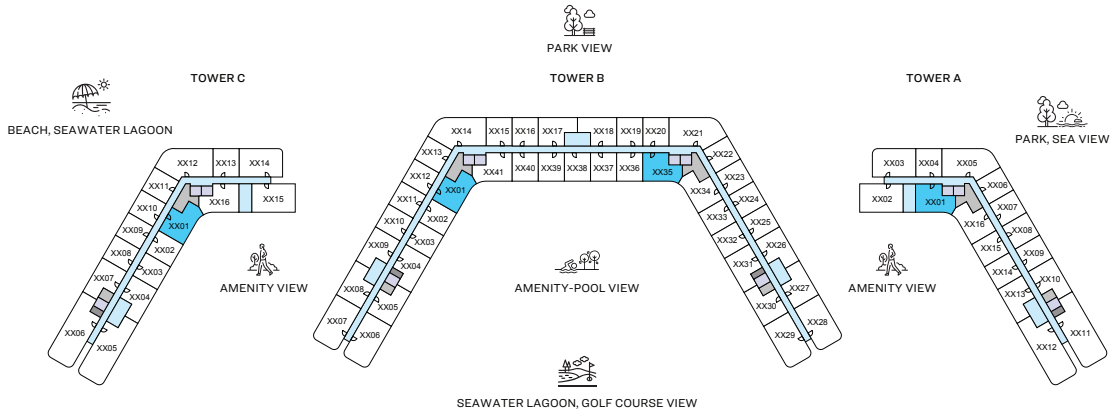 PARK VIEW
TOWER C
TOWER B
TOWER A
BEACH, SEAWATER LAGOON
PARK, SEA VIEW
XX12
XX13
XX14
XX11
XX10
XX09
XX08
XX07
XX06
XX05
XX04
XX03
XX02
XX01
XX16
XX15
AMENITY VIEW
XX14
XX15
XX16
XX17
XX18
XX19
XX20
XX21
XX13
XX12
XX11
XX10
XX09
XX08
XX07
XX06
XX05
XX04
XX03
XX02
XX01
XX41
XX40
XX39
XX38
XX37
XX36
XX35
XX34
XX22
XX23
XX24
XX25
XX26
XX27
XX28
XX29
XX30
XX31
XX32
XX33
AMENITY-POOL VIEW
AMENITY VIEW
XX03
XX04
XX05
XX02
XX01
XX16
XX06
XX07
XX08
XX09
XX10
XX11
XX12
XX13
XX14
XX15
SEAWATER LAGOON, GOLF COURSE VIEW